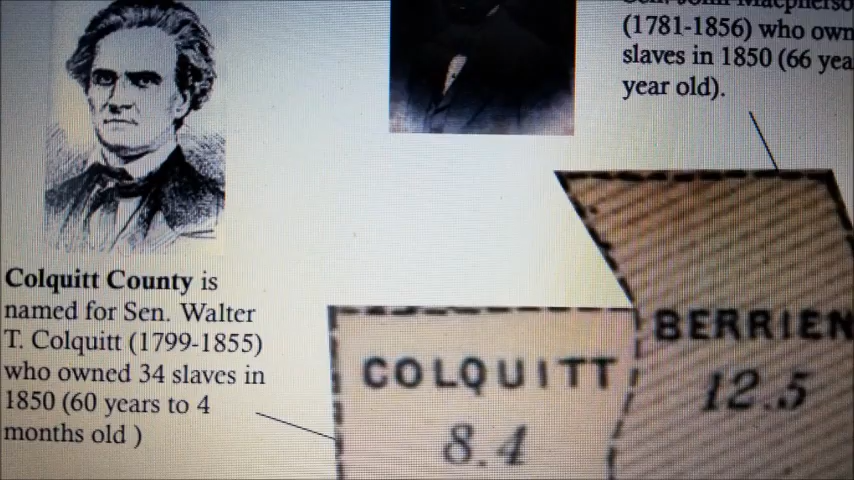 (1781-1856) who own
slaves in 1850 (66 yea
year old).
Colquitt County is
named for Sen. Walter
T. Colquitt (1799-1855)
who owned 34 slaves in
1850 (60 years to 4
months old )
COLQUITT
8.4
BERRIEN
12.5